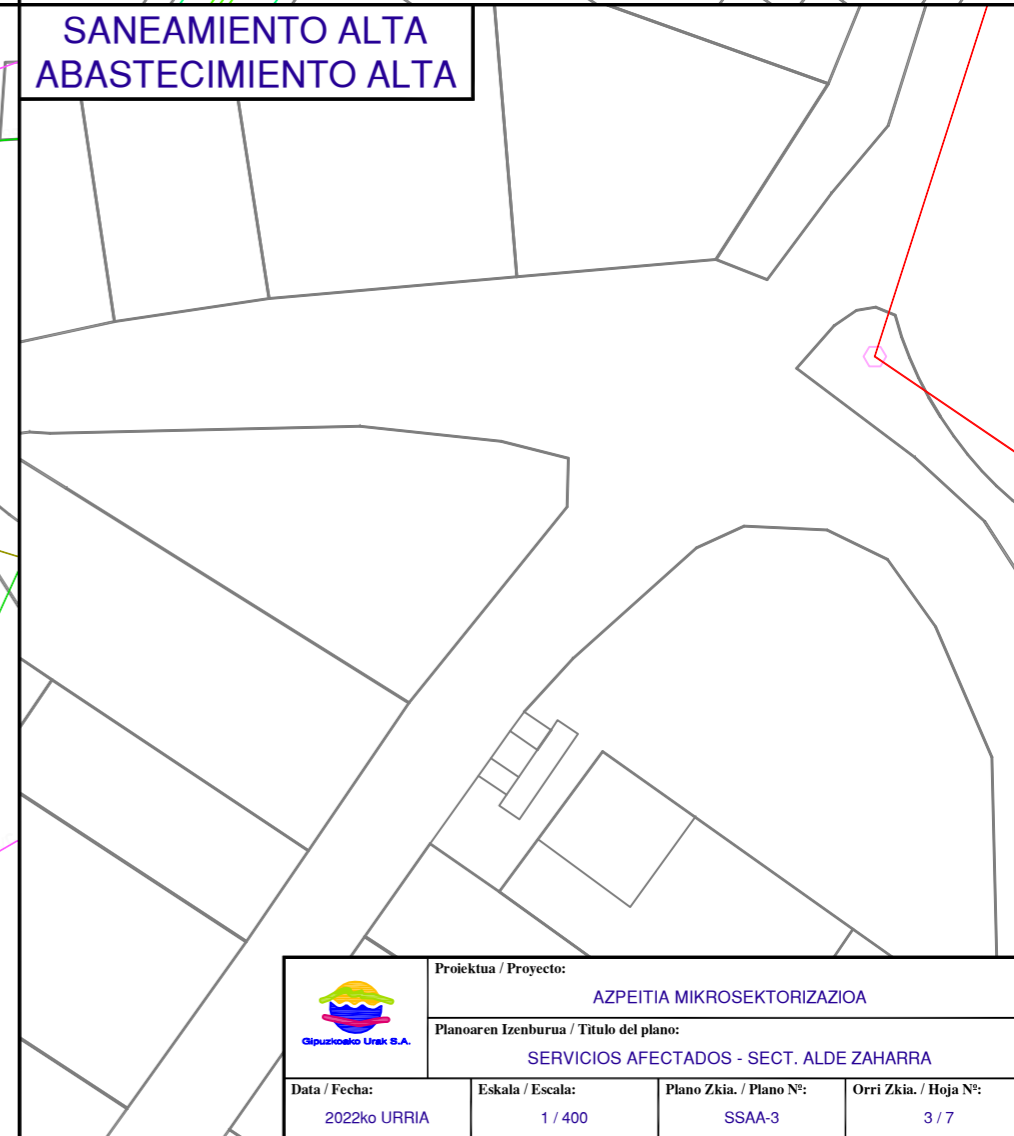 SANEAMIENTO ALTA
ABASTECIMIENTO ALTA
Gipuzkoako Urak S.A.
Proiektua / Proyecto:
AZPEITIA MIKROSEKTORIZAZIOA
Planoaren Izenburua / Titulo del plano:
SERVICIOS AFECTADOS - SECT. ALDE ZAHARRA
Data / Fecha:
2022ko URRIA
Eskala / Escala:
1 / 400
Plano Zkia. / Plano Nº:
SSAA-3
Orri Zkia. / Hoja Nº:
3 / 7